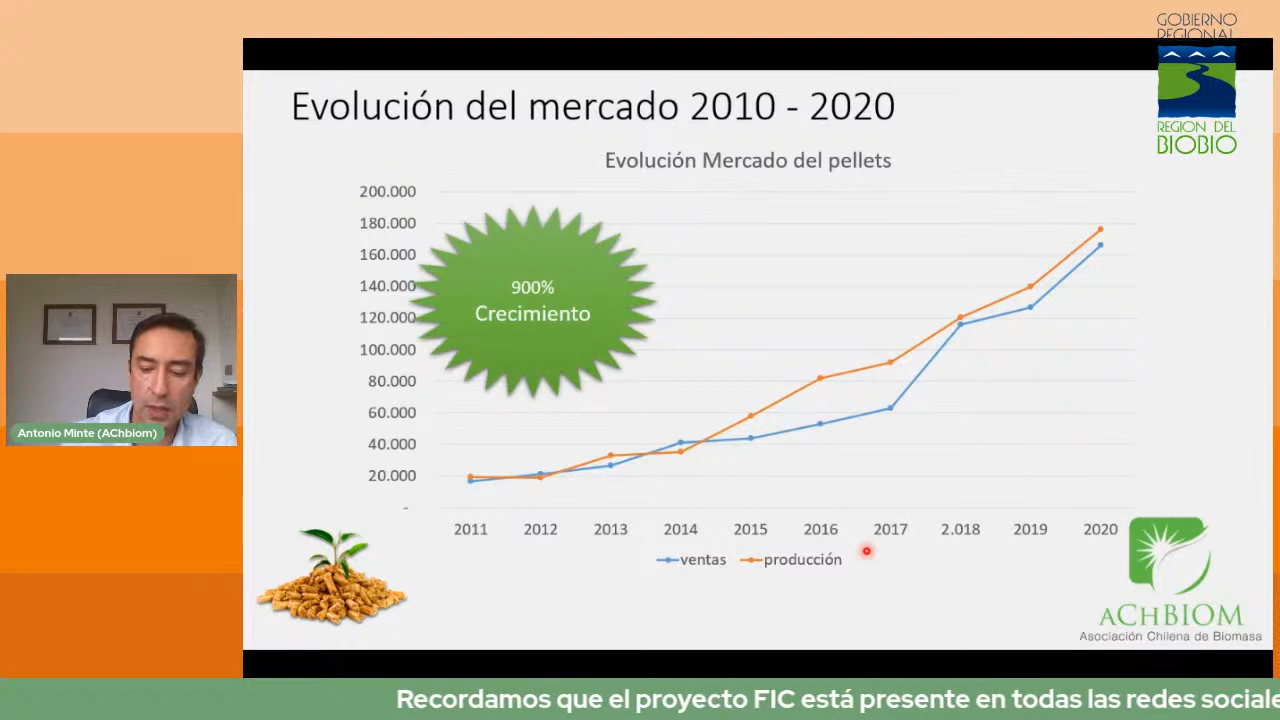 GOBIERNO
REGIONAL
REGION DEL
BIOBIO
Evolución del mercado 2010 - 2020
Evolución Mercado del pellets
200.000
180.000
160.000
140.000
120.000
100.000
80.000
60.000
40.000
20.000
-
900%
Crecimiento
2011 2012 2013 2014 2015 2016 2017 2.018 2019 2020
ventas producción
Antonio Minte (AChbiom)
ACHBIOM
Asociación Chilena de Biomasa
Recordamos que el proyecto FIC está presente en todas las redes sociale